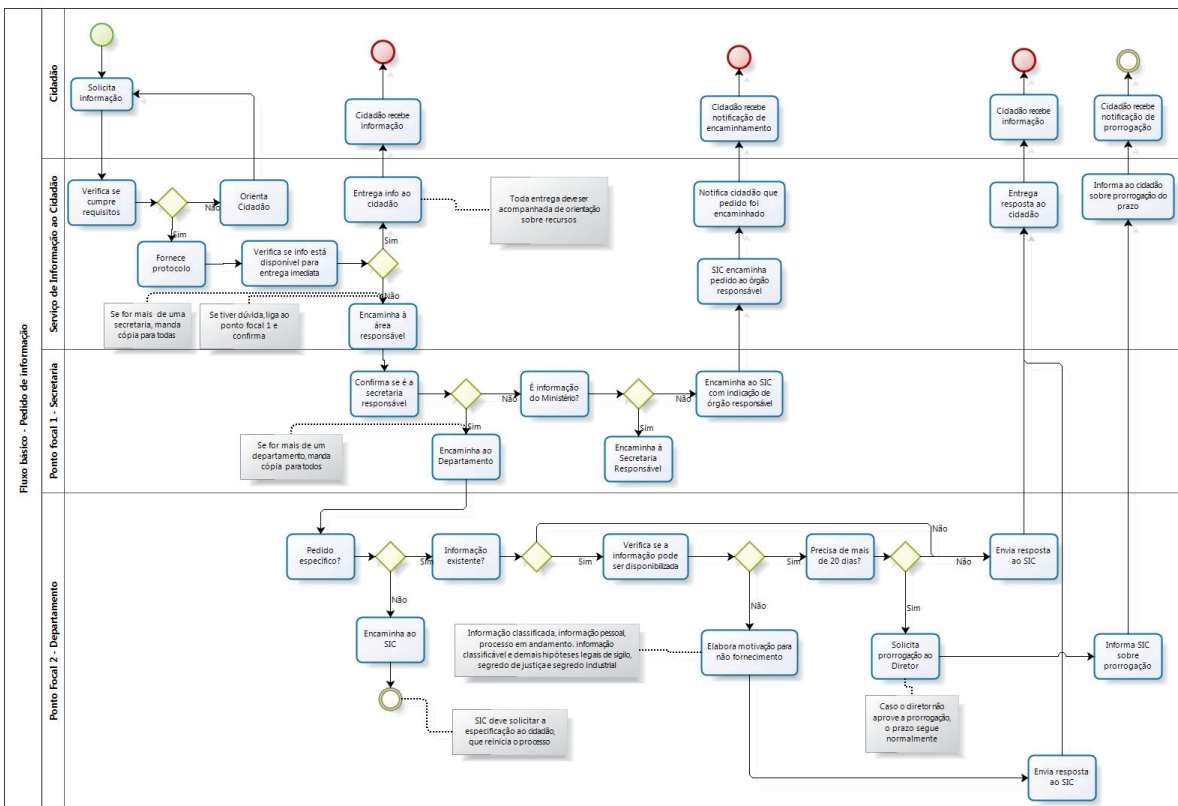 Fluxo básico - Pedido de informação
Cidadão
Solicita
informação
Cidadão recebe
informação
Cidadão recebe
notificação de
encaminhamento
Cidadão recebe
informação
Cidadão recebe
notificação de
prorrogação
Serviço de Informação ao Cidadão
Verifica se
cumpre
requisitos
Não
Orienta
Cidadão
Sim
Fornece
protocolo
Verifica se info está
disponível para
entrega imediata
Entrega info ao
cidadão
Sim
Não
Toda entrega deve ser
acompanhada de orientação
sobre recursos
Se for mais de uma
secretaria, manda
cópia para todas
Se tiver dúvida, liga ao
ponto focal 1 e
confirma
Encaminha à
área
responsável
Notifica cidadão que
pedido foi
encaminhado
SIC encaminha
pedido ao órgão
responsável
Entrega
resposta ao
cidadão
Informa ao cidadão
sobre prorrogação do
prazo
Ponto focal 1 - Secretaria
Confirma se é a
secretaria
responsável
Não
É informação
do Ministério?
Não
Encaminha ao SIC
com indicação de
órgão responsável
Sim
Sim
Se for mais de um
departamento, manda
cópia para todos
Encaminha ao
Departamento
Encaminha à
Secretaria
Responsável
Ponto Focal 2 - Departamento
Pedido
específico?
Sim
Informação
existente?
Sim
Não
Verifica se a
informação pode
ser disponibilizada
Sim
Precisa de mais
de 20 dias?
Não
Envia resposta
ao SIC
Não
Não
Sim
Encaminha ao
SIC
Informação classificada, informação pessoal,
processo em andamento, informação
classificável e demais hipóteses legais de sigilo,
segredo de justiça e segredo industrial
Elabora motivação para
não fornecimento
Solicita
prorrogação ao
Diretor
Informa SIC
sobre
prorrogação
SIC deve solicitar a
especificação ao cidadão,
que reinicia o processo
Caso o diretor não
aprove a prorrogação,
o prazo segue
normalmente
Envia resposta
ao SIC